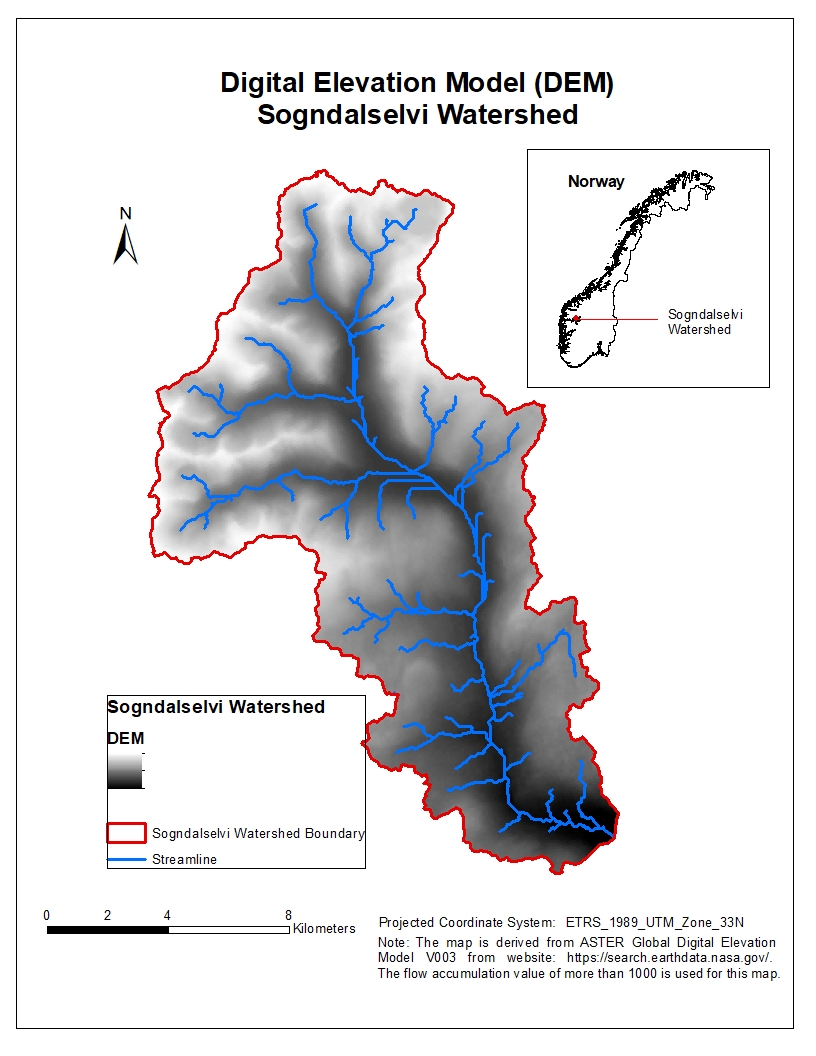 Digital Elevation Model (DEM)
Sogndalselvi Watershed
Norway
N
Sogndalselvi
Watershed
Sogndalselvi Watershed
DEM
Sogndalselvi Watershed Boundary
Streamline
0 2 4 8
Kilometers
Projected Coordinate System: ETRS_1989_UTM_Zone_33N
Note: The map is derived from ASTER Global Digital Elevation
Model V003 from website: https://search.earthdata.nasa.gov/.
The flow accumulation value of more than 1000 is used for this map.